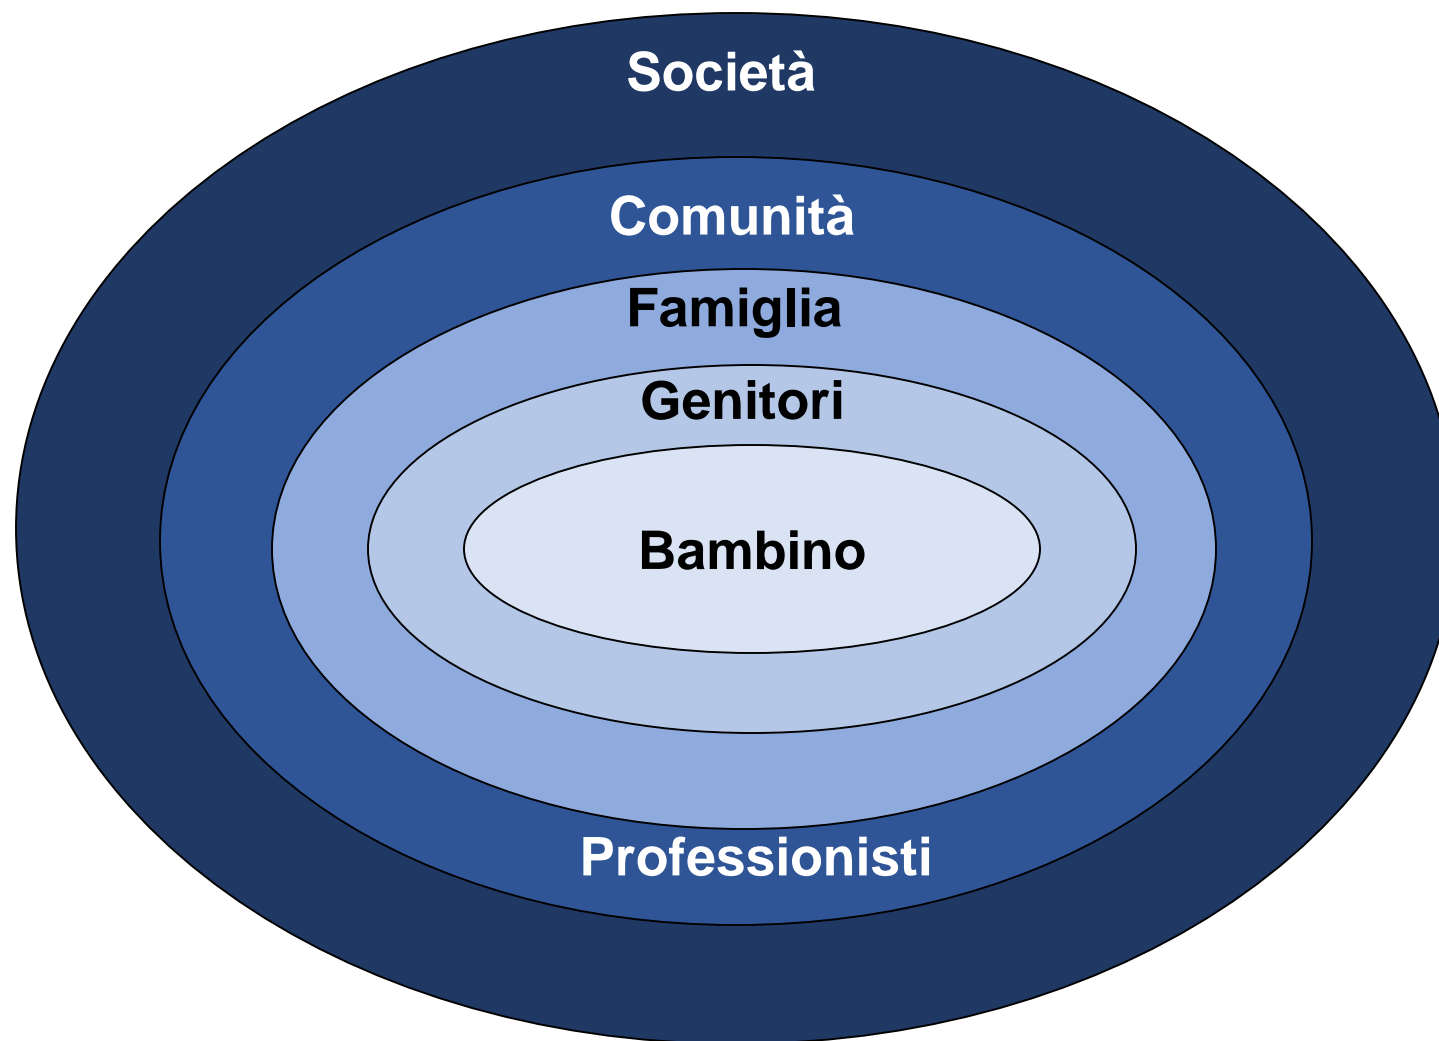 Società
Comunità
Famiglia
Genitori
Bambino
Professionisti